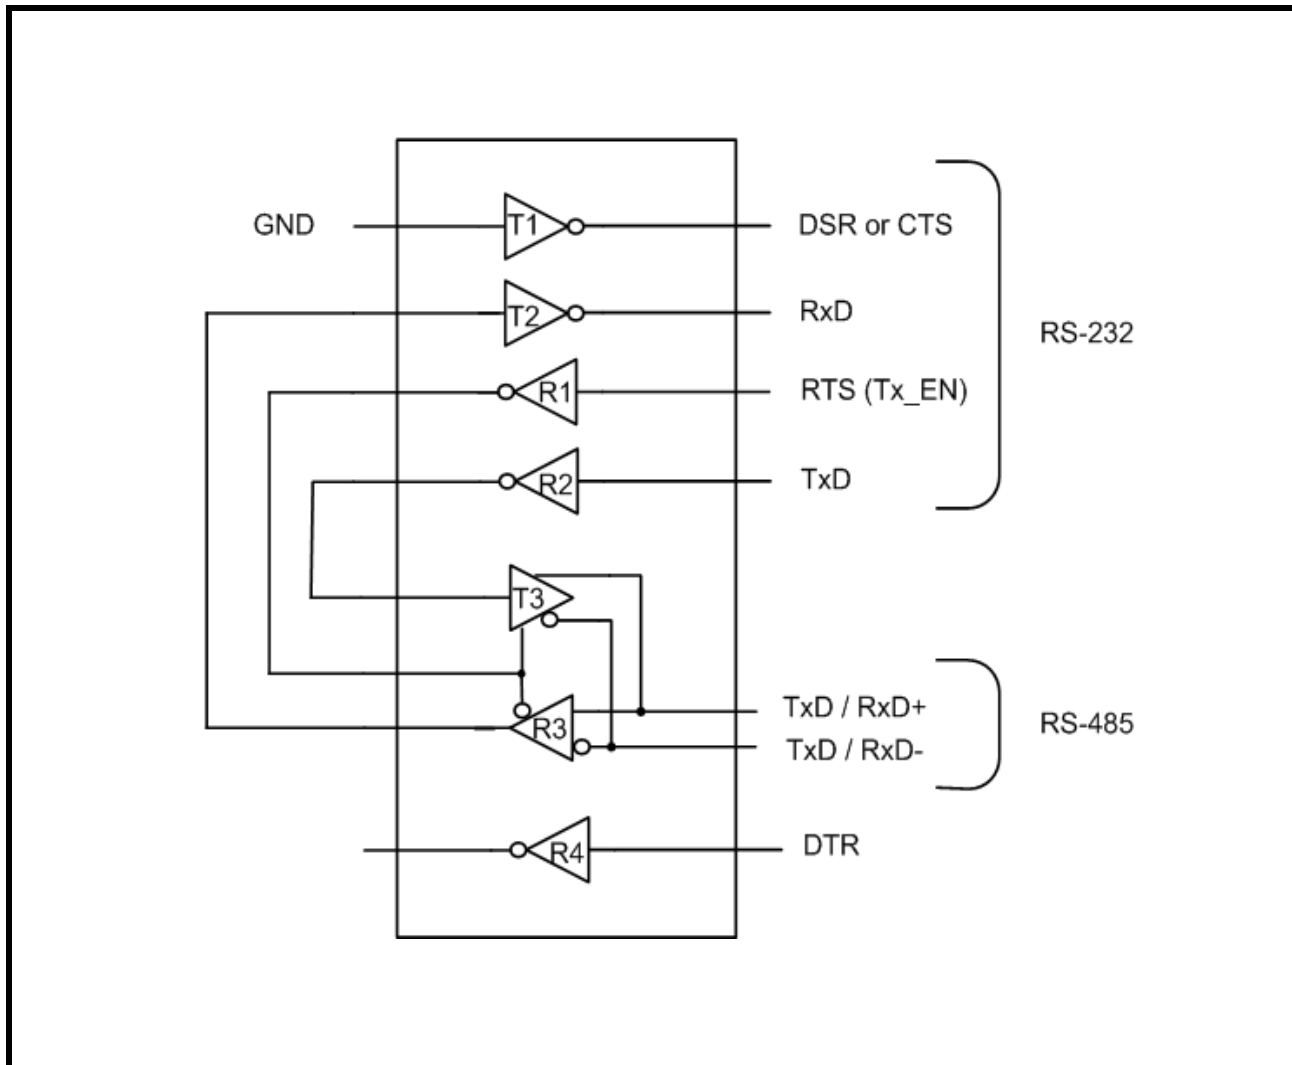 GND
T1
DSR or CTS
T2
RxD
RS-232
R1
RTS (Tx_EN)
R2
TxD
T3
R3
TxD / RxD+
TxD / RxD-
RS-485
R4
DTR